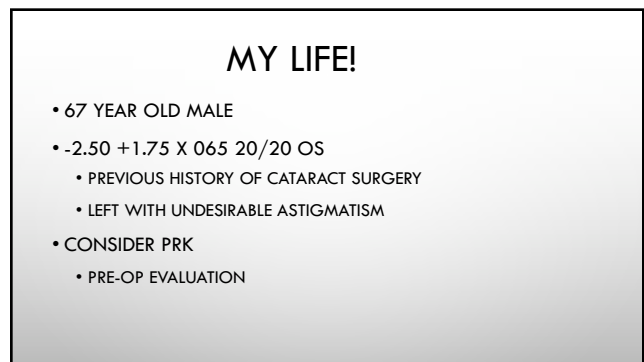 MY LIFE!
• 67 YEAR OLD MALE
• -2.50 +1.75 X 065 20/20 OS
• PREVIOUS HISTORY OF CATARACT SURGERY
• LEFT WITH UNDESIRABLE ASTIGMATISM
• CONSIDER PRK
• PRE-OP EVALUATION